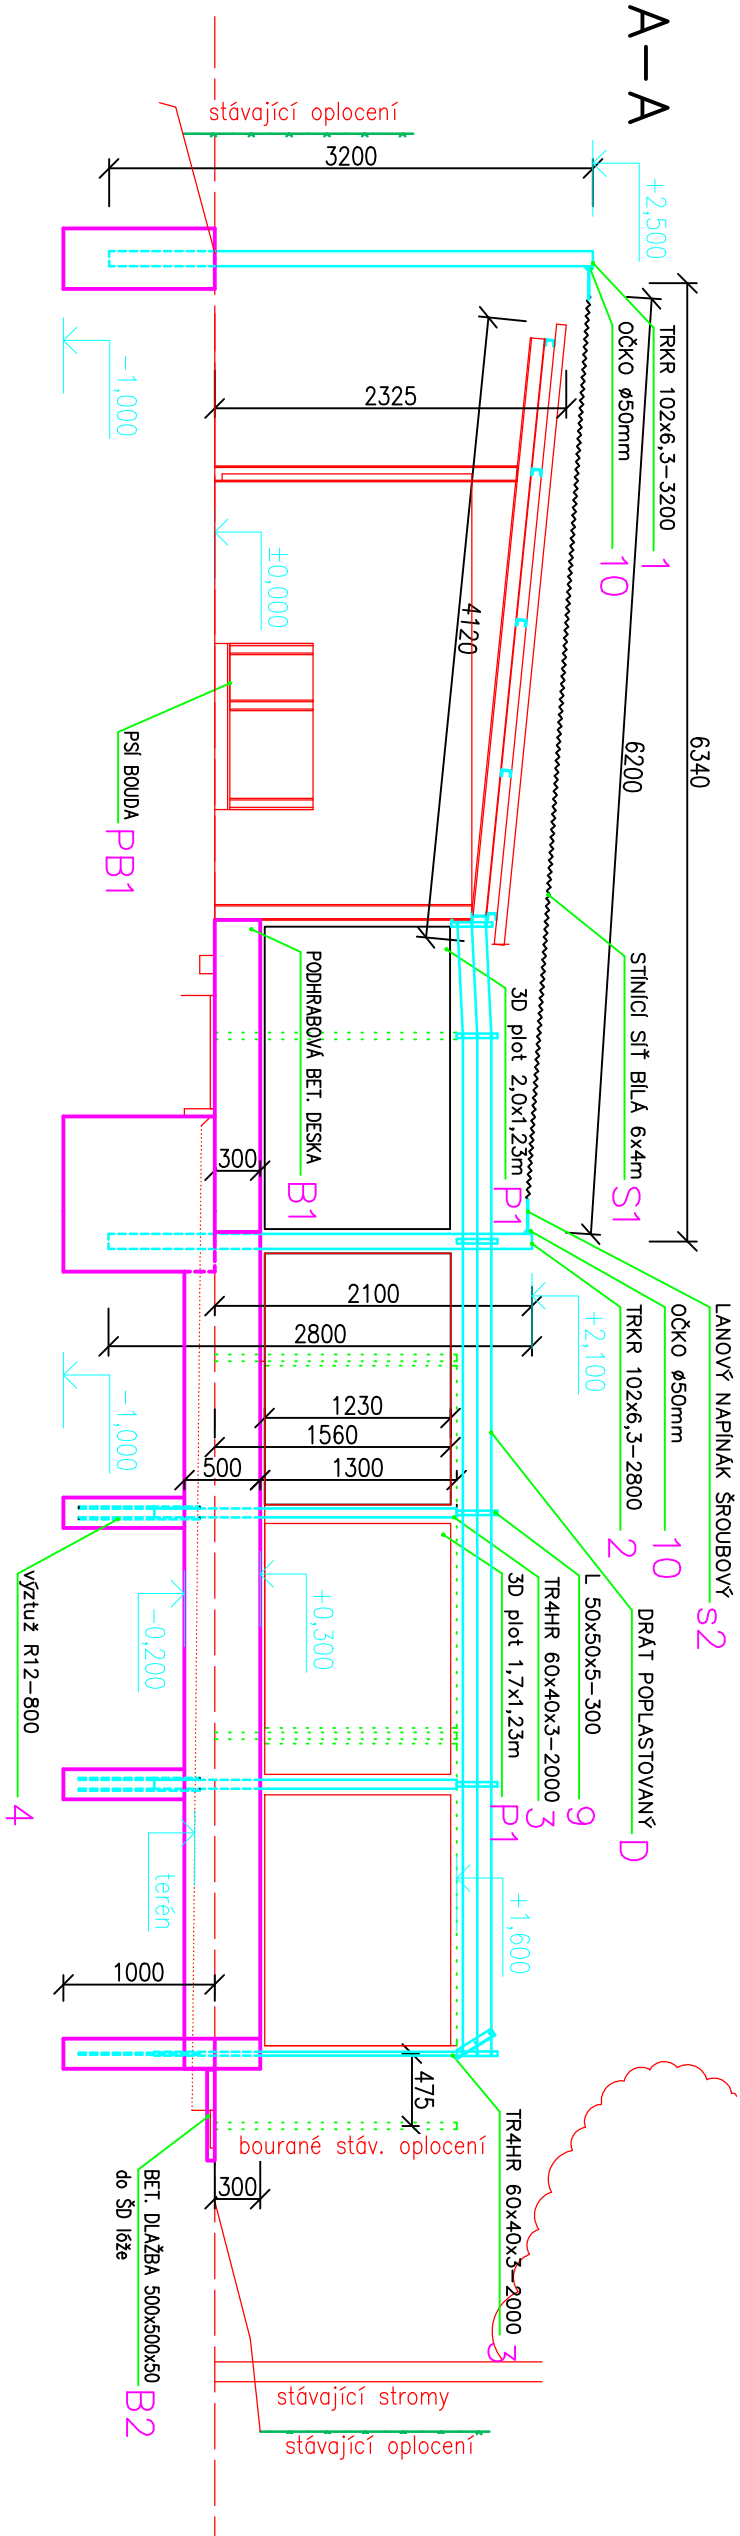 A–A
stávající oplocení
3200
+2,500
TRKR 102x6,3–3200
1
OČKO ø50mm
10
6340
6200
2325
4120
–1,000
±0,000
PSÍ BOUDA
PB1
STÍNICÍ SÍŤ BÍLÁ 6x4m
S1
3D plot 2,0x1,23m
P1
PODHRABOVÁ BET. DESKA
B1
300
LANOVÝ NAPÍNÁK ŠROUBOVÝ
s2
OČKO ø50mm
10
TRKR 102x6,3–2800
2
+2,100
2100
2800
–1,000
1230
1560
500
1300
DRÁT POPLASTOVANÝ
D
L 50x50x5–300
9
TR4HR 60x40x3–2000
3
3D plot 1,7x1,23m
P1
+0,300
–0,200
výztuž R12–800
4
terén
+1,600
1000
475
bourané stáv. oplocení
TR4HR 60x40x3–2000
3
300
BET. DLAŽBA 500x500x50
do ŠD lóže
B2
stávající stromy
stávající oplocení